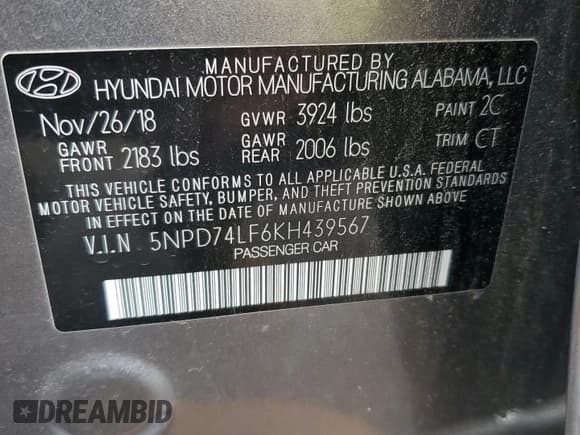 MANUFACTURED BY
HYUNDAI MOTOR MANUFACTURING ALABAMA, LLC
Nov/26/18 GVWR 3924 lbs PAINT 2C
GAWR FRONT 2183 lbs GAWR REAR 2006 lbs TRIM CT
THIS VEHICLE CONFORMS TO ALL APPLICABLE U.S.A. FEDERAL
MOTOR VEHICLE SAFETY, BUMPER, AND THEFT PREVENTION STANDARDS
IN EFFECT ON THE DATE OF MANUFACTURE SHOWN ABOVE
V.I.N 5NPD74LF6KH439567
PASSENGER CAR
DREAMBID